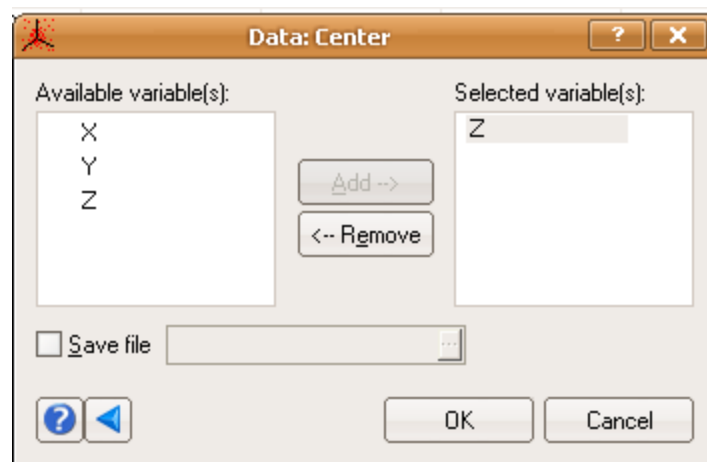 Data: Center
?
X
Available variable(s):
Selected variable(s):
X
Y
Z
Z
Add -->
<-- Remove
Save file
...
?
OK
Cancel